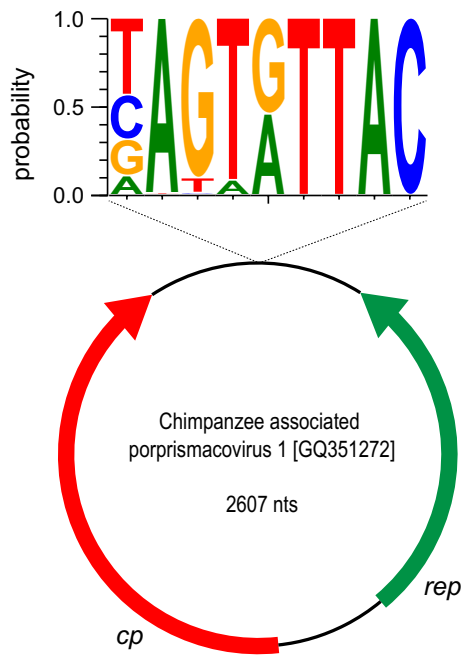 1.0
0.5
0.0
probability
TAGTGTTAC
C
G T A A
A
Chimpanzee associated
porprismacovirus 1 [GQ351272]
2607 nts
cp
rep